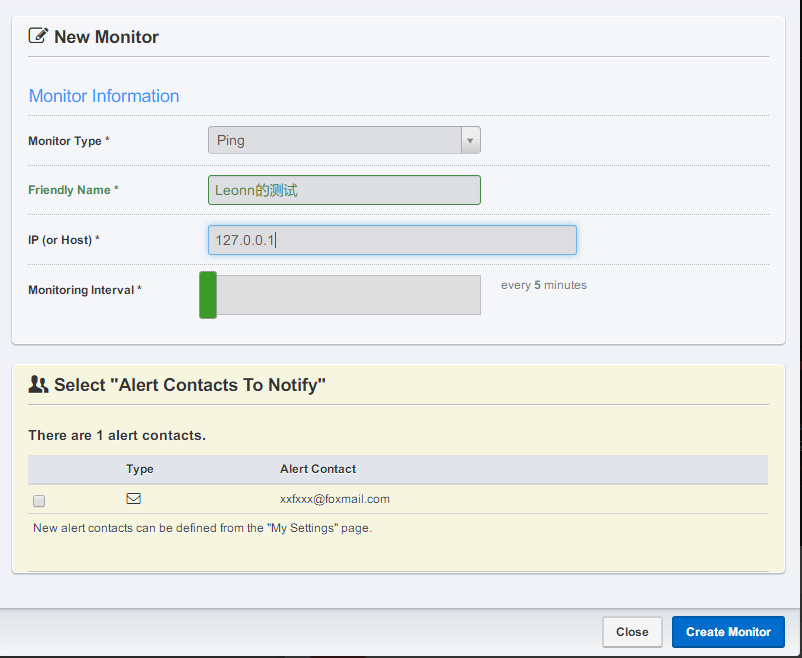 New Monitor
Monitor Information
Monitor Type *
Ping
Friendly Name *
Leonn的测试
IP (or Host) *
127.0.0.1
Monitoring Interval *
every 5 minutes
Select "Alert Contacts To Notify"
There are 1 alert contacts.
Type Alert Contact
xxfxxx@foxmail.com
New alert contacts can be defined from the "My Settings" page.
Close Create Monitor